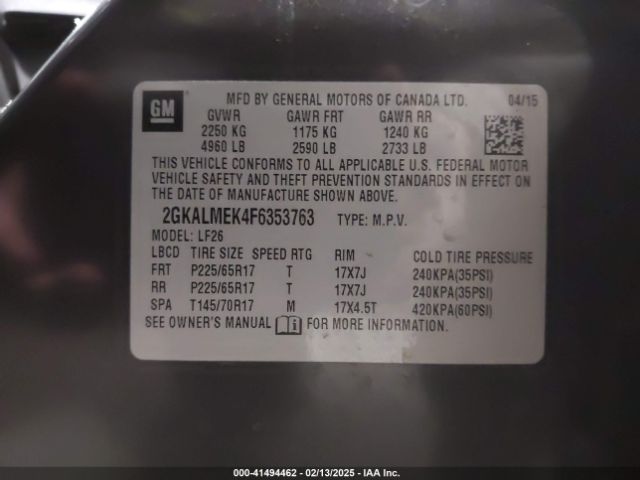 GM
MFD BY GENERAL MOTORS OF CANADA LTD. 04/15
GVWR GAWR FRT GAWR RR
2250 KG 1175 KG 1240 KG
4960 LB 2590 LB 2733 LB
THIS VEHICLE CONFORMS TO ALL APPLICABLE U.S. FEDERAL MOTOR
VEHICLE SAFETY AND THEFT PREVENTION STANDARDS IN EFFECT ON
THE DATE OF MANUFACTURE SHOWN ABOVE.
2GKALMEK4F6353763 TYPE: M.P.V.
MODEL: LF26
LBCD TIRE SIZE SPEED RTG RIM COLD TIRE PRESSURE
FRT P225/65R17 T 17X7J 240KPA(35PSI)
RR P225/65R17 T 17X7J 240KPA(35PSI)
SPA T145/70R17 M 17X4.5T 420KPA(60PSI)
SEE OWNER'S MANUAL FOR MORE INFORMATION.
000-41494462 - 02/13/2025 - IAA Inc.